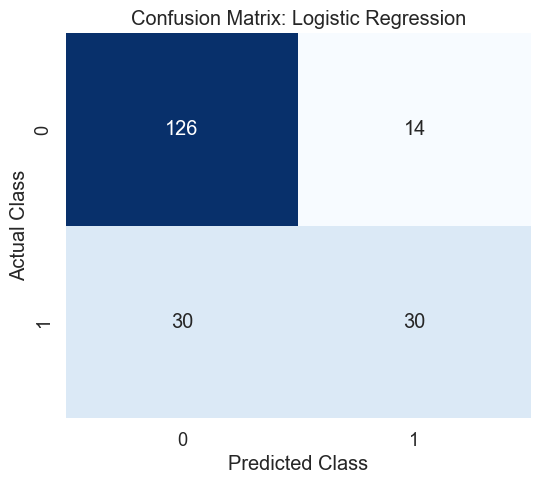 Confusion Matrix: Logistic Regression
126
14
30
30
0
1
0
1
Actual Class
Predicted Class